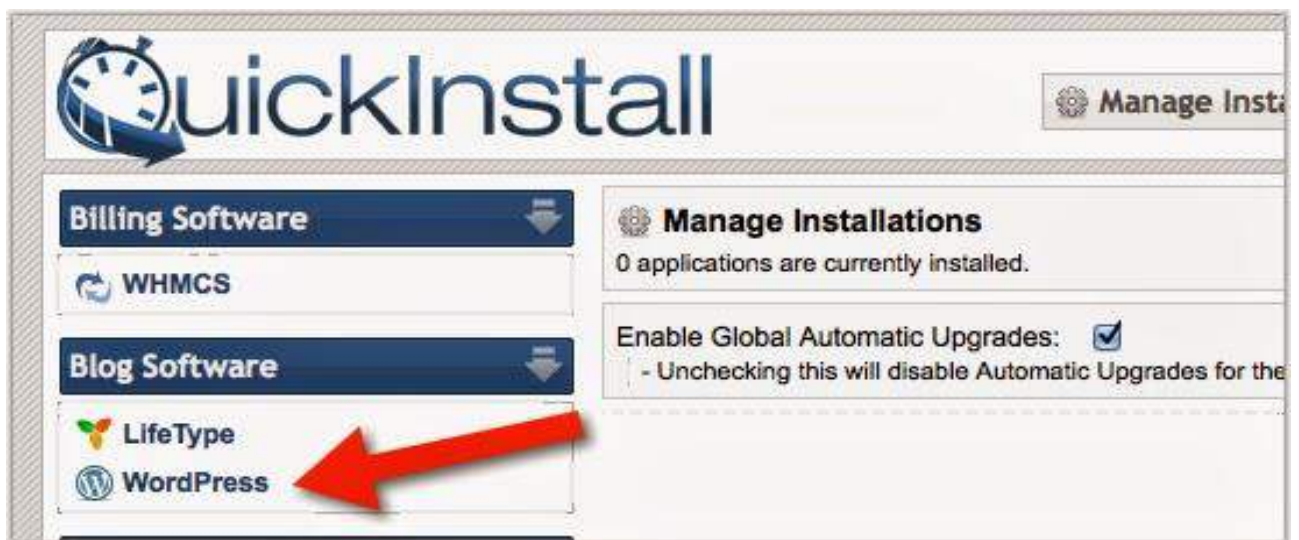 QuickInstall
Manage Insta
Billing Software
WHMCS
Blog Software
LifeType
WordPress
Manage Installations
0 applications are currently installed.
Enable Global Automatic Upgrades:
- Unchecking this will disable Automatic Upgrades for the